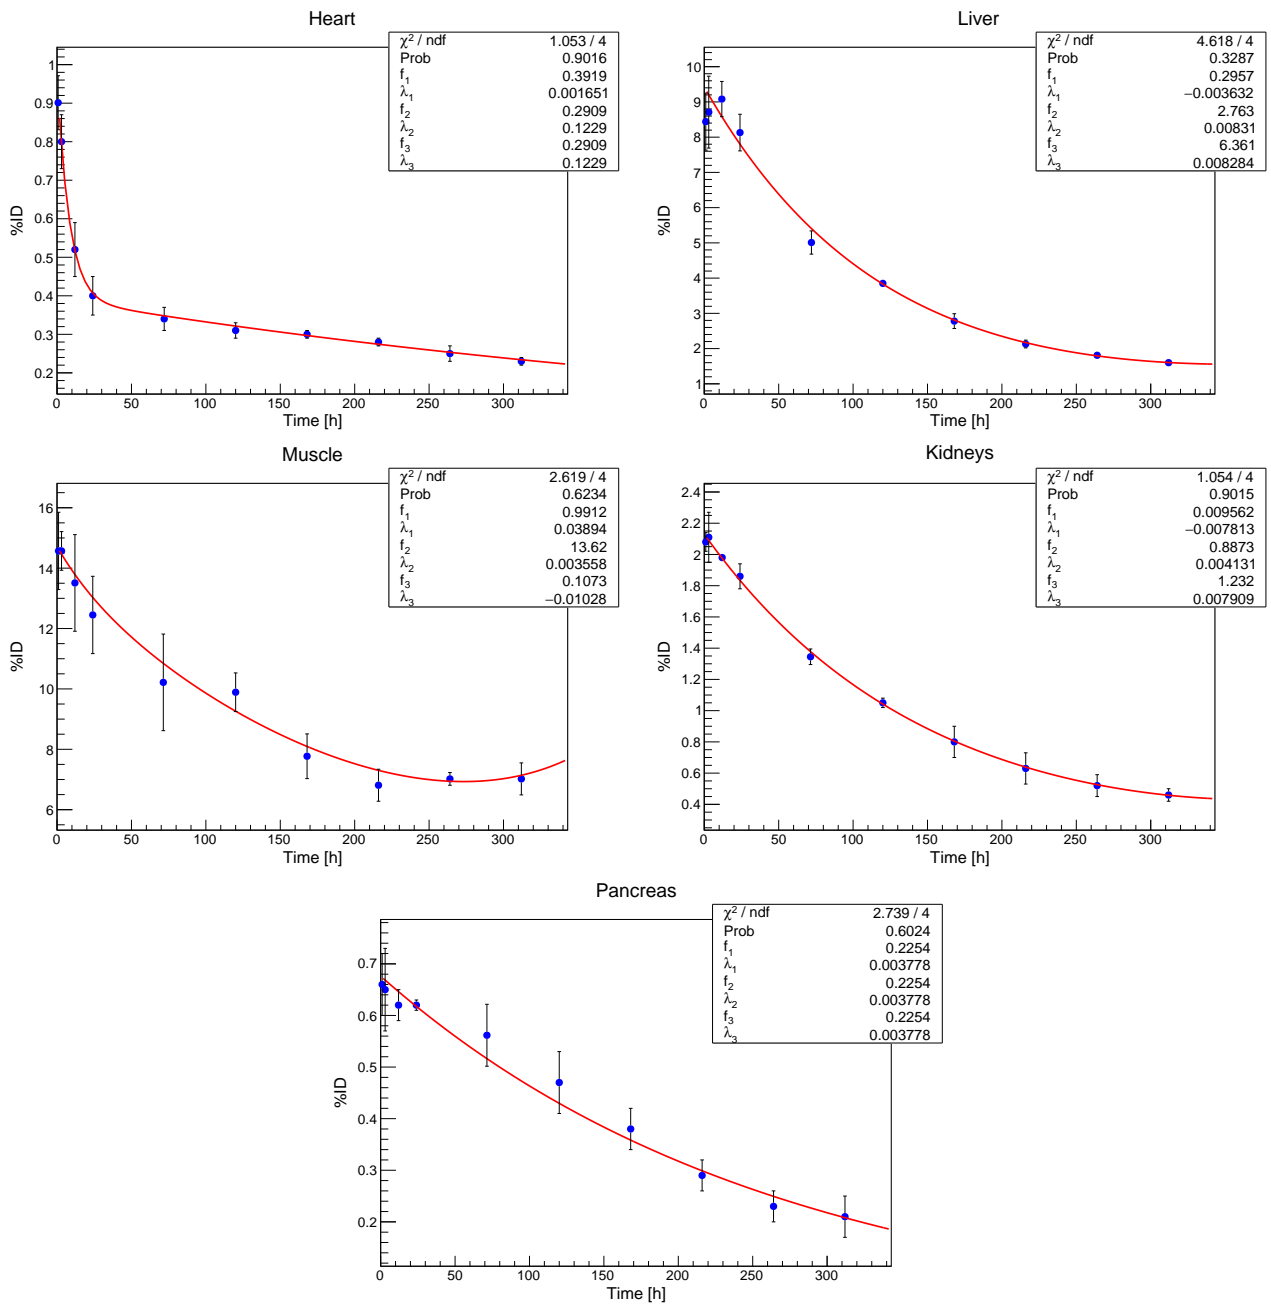 Heart
χ² / ndf 1.053 / 4
Prob 0.9016
f₁ 0.3919
λ₁ 0.001651
f₂ 0.2909
λ₂ 0.1229
f₃ 0.2909
λ₃ 0.1229
%ID
1
0.9
0.8
0.7
0.6
0.5
0.4
0.3
0.2
0 50 100 150 200 250 300
Time [h]
Liver
χ² / ndf 4.618 / 4
Prob 0.3287
f₁ 0.2957
λ₁ −0.003632
f₂ 2.763
λ₂ 0.00831
f₃ 6.361
λ₃ 0.008284
%ID
10
9
8
7
6
5
4
3
2
1
0 50 100 150 200 250 300
Time [h]
Muscle
χ² / ndf 2.619 / 4
Prob 0.6234
f₁ 0.9912
λ₁ 0.03894
f₂ 13.62
λ₂ 0.003558
f₃ 0.1073
λ₃ −0.01028
%ID
16
14
12
10
8
6
0 50 100 150 200 250 300
Time [h]
Kidneys
χ² / ndf 1.054 / 4
Prob 0.9015
f₁ 0.009562
λ₁ −0.007813
f₂ 0.8873
λ₂ 0.004131
f₃ 1.232
λ₃ 0.007909
%ID
2.4
2.2
2
1.8
1.6
1.4
1.2
1
0.8
0.6
0.4
0 50 100 150 200 250 300
Time [h]
Pancreas
χ² / ndf 2.739 / 4
Prob 0.6024
f₁ 0.2254
λ₁ 0.003778
f₂ 0.2254
λ₂ 0.003778
f₃ 0.2254
λ₃ 0.003778
%ID
0.7
0.6
0.5
0.4
0.3
0.2
0 50 100 150 200 250 300
Time [h]